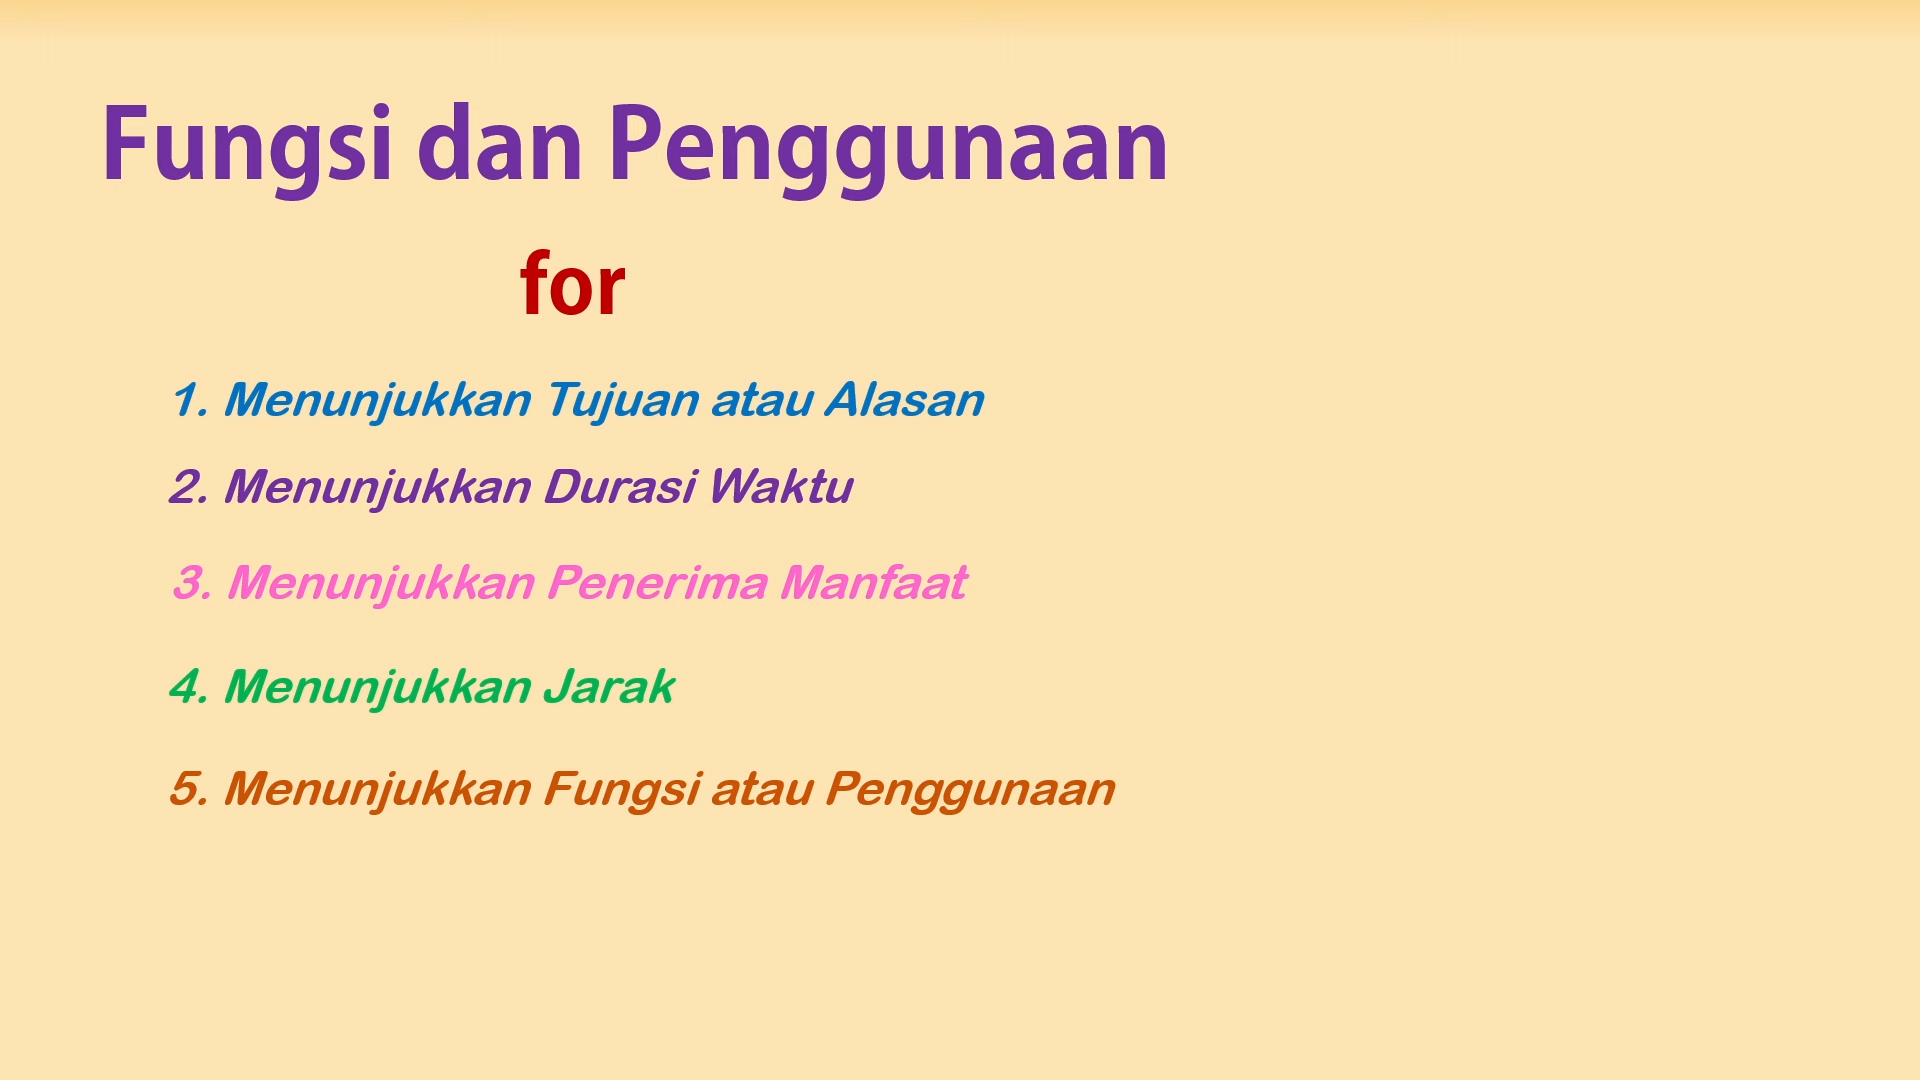 Fungsi dan Penggunaan
for
1. Menunjukkan Tujuan atau Alasan
2. Menunjukkan Durasi Waktu
3. Menunjukkan Penerima Manfaat
4. Menunjukkan Jarak
5. Menunjukkan Fungsi atau Penggunaan